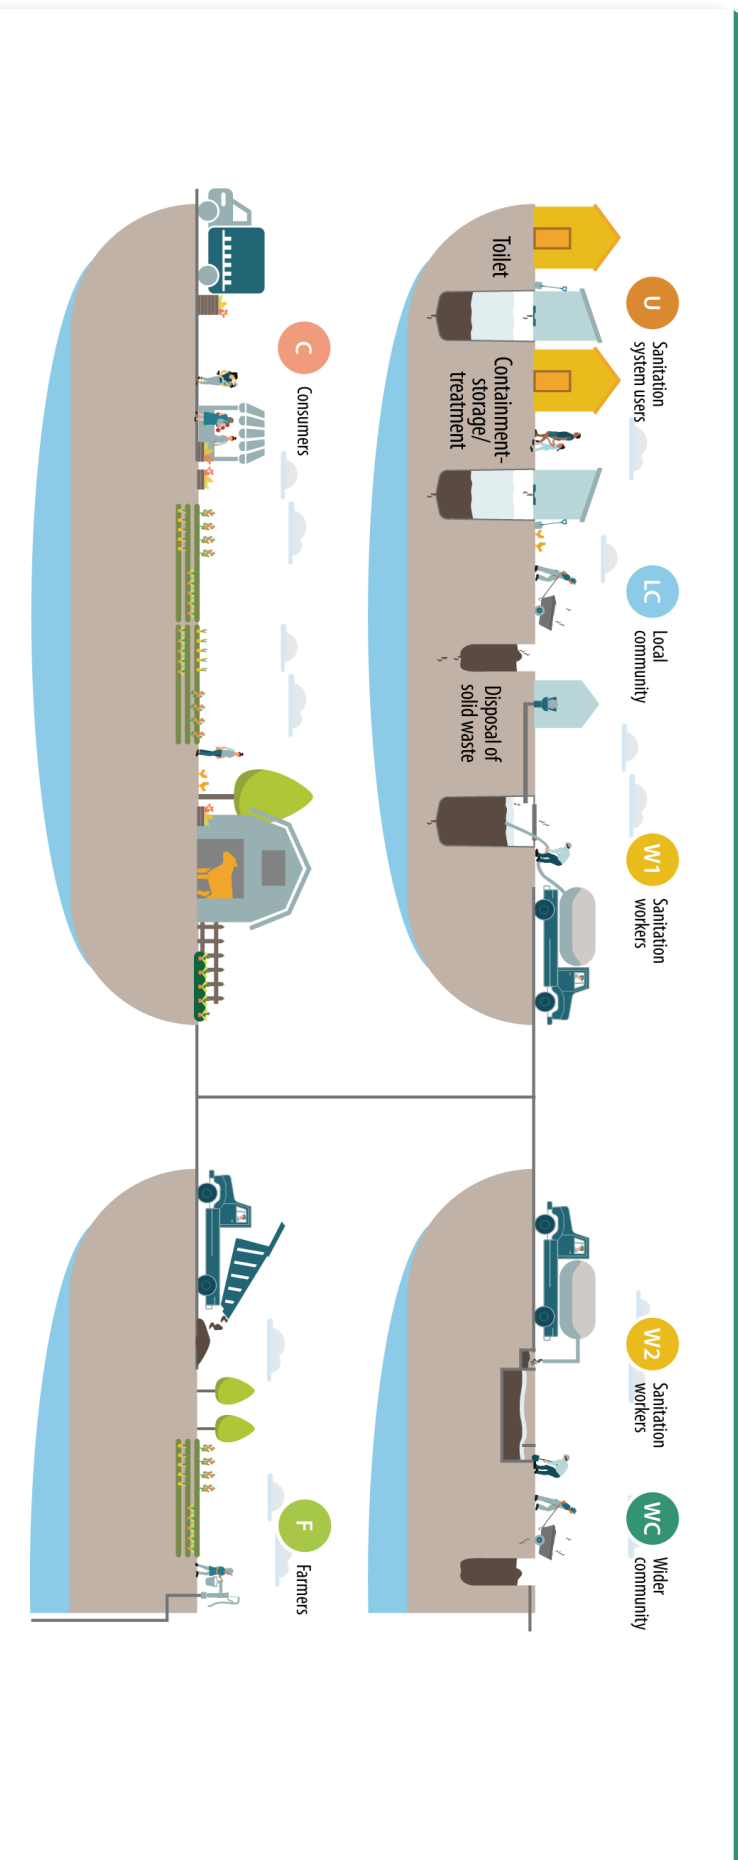 U
Sanitation
system users
LC
Local
community
W1
Sanitation
workers
W2
Sanitation
workers
WC
Wider
community
Toilet
Containment-
storage/
treatment
Disposal of
solid waste
C
Consumers
F
Farmers